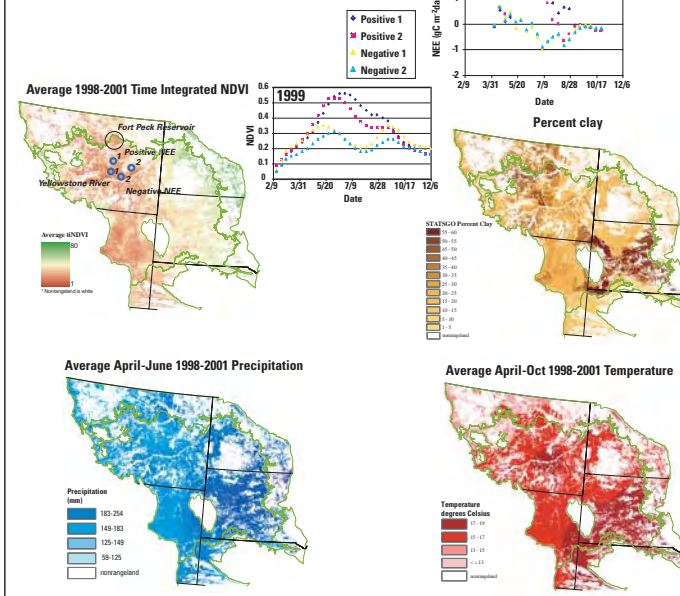 Positive 1
Positive 2
Negative 1
Negative 2
NEE (gC m-2da
0
-1
-2
2/9 3/31 5/20 7/9 8/28 10/17 12/6
Date
Average 1998-2001 Time Integrated NDVI
Fort Peck Reservoir
1 Positive NEE
2
1
2
Yellowstone River
Negative NEE
Average tiNDVI
80
1
* Nonrangeland is white
1999
NDVI
0.6
0.5
0.4
0.3
0.2
0.1
0
2/9 3/31 5/20 7/9 8/28 10/17 12/6
Date
Percent clay
STATSGO Percent Clay
55 - 60
50 - 55
45 - 50
40 - 45
35 - 40
30 - 35
25 - 30
20 - 25
15 - 20
10 - 15
5 - 10
1 - 5
nonrangeland
Average April-June 1998-2001 Precipitation
Precipitation
(mm)
183-254
149-183
125-149
59-125
nonrangeland
Average April-Oct 1998-2001 Temperature
Temperature
degrees Celsius
17 - 19
15 - 17
13 - 15
< = 13
nonrangeland